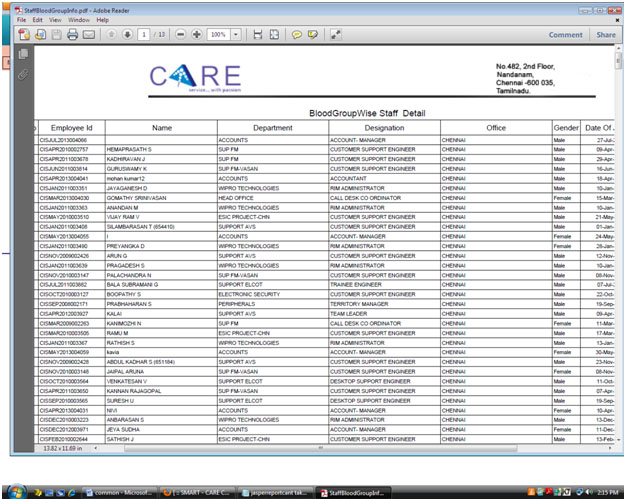 StaffBloodGroupInfo.pdf - Adobe Reader
File Edit View Window Help
1 / 13 100% Comment Share
CARE
service... with passion
No.482, 2nd Floor,
Nandanam,
Chennai -600 035,
Tamilnadu.
BloodGroupWise Staff Detail
Employee Id Name Department Designation Office Gender Date Of
CISJUL2013004066 ACCOUNTS ACCOUNT- MANAGER CHENNAI Male 27-Jul-
CISAPR2010002757 HEMAPRASATH S SUP FM CUSTOMER SUPPORT ENGINEER CHENNAI Male 09-Apr-
CISAPR2011003678 KADHIRAVAN J SUP FM CUSTOMER SUPPORT ENGINEER CHENNAI Male 29-Apr-
CISJUN2011003814 GURUSWAMY K SUP FM-VASAN CUSTOMER SUPPORT ENGINEER CHENNAI Male 16-Jun-
CISAPR2013004041 mohan kumar12 ACCOUNTS ACCOUNTANT CHENNAI Male 18-Apr-
CISJAN2011003351 JAYAGANESH D WIPRO TECHNOLOGIES RIM ADMINISTRATOR CHENNAI Male 10-Jan-
CISMAR2013004030 GOMATHY SRINIVASAN HEAD OFFICE CALL DESK CO ORDINATOR CHENNAI Female 15-Mar-
CISJAN2011003363 ANANDAN M WIPRO TECHNOLOGIES RIM ADMINISTRATOR CHENNAI Male 10-Jan-
CISMAY2010003510 VIJAY RAM V ESIC PROJECT-CHN CUSTOMER SUPPORT ENGINEER CHENNAI Male 21-May-
CISJAN2011003408 SILAMBARASAN T (654410) SUPPORT AVS CUSTOMER SUPPORT ENGINEER CHENNAI Male 01-Jan-
CISMAY2013004055 l ACCOUNTS ACCOUNT- MANAGER CHENNAI Female 24-May-
CISJAN2011003490 PREYANGKA D WIPRO TECHNOLOGIES RIM ADMINISTRATOR CHENNAI Female 28-Jan-
CISNOV2009002426 ARUN G SUPPORT AVS CUSTOMER SUPPORT ENGINEER CHENNAI Male 12-Nov-
CISJAN2011003639 PRAGADESH S WIPRO TECHNOLOGIES RIM ADMINISTRATOR CHENNAI Male 10-Jan-
CISNOV2010003147 PALACHANDRA N SUP FM-VASAN CUSTOMER SUPPORT ENGINEER CHENNAI Male 08-Nov-
CISJUL2011003882 BALA SUBRAMANI G SUPPORT ELCOT TRAINEE ENGINEER CHENNAI Male 07-Jul-
CISOCT2010003127 BOOPATHY S ELECTRONIC SECURITY CUSTOMER SUPPORT ENGINEER CHENNAI Male 22-Oct-
CISSEP2008002171 PRABHAHARAN S PERIPHERALS TERRITORY MANAGER CHENNAI Male 19-Sep-
CISAPR2012003927 KALAI SUPPORT AVS TEAM LEADER CHENNAI Male 09-Apr-
CISMAR2009002263 KANIMOZHI N SUP FM CALL DESK CO ORDINATOR CHENNAI Female 11-Mar-
CISMAR2010003505 RAMU M ESIC PROJECT-CHN CUSTOMER SUPPORT ENGINEER CHENNAI Male 17-Mar-
CISJAN2011003367 RATHISH S WIPRO TECHNOLOGIES RIM ADMINISTRATOR CHENNAI Male 13-Jan-
CISMAY2013004059 kavis ACCOUNTS ACCOUNT- MANAGER CHENNAI Female 30-May-
CISNOV2009002428 ABDUL KADHAR S (651184) SUPPORT AVS CUSTOMER SUPPORT ENGINEER CHENNAI Male 23-Nov-
CISNOV2010003148 JAIPAL ARUNA SUP FM-VASAN CUSTOMER SUPPORT ENGINEER CHENNAI Female 08-Nov-
CISOCT2010003564 VENKATESAN V SUPPORT ELCOT DESKTOP SUPPORT ENGINEER CHENNAI Male 11-Oct-
CISAPR2011003650 KANNAN RAJAGOPAL SUP FM-VASAN CUSTOMER SUPPORT ENGINEER CHENNAI Male 07-Apr-
CISSEP2010003565 SURESH U SUPPORT ELCOT DESKTOP SUPPORT ENGINEER CHENNAI Male 19-Sep-
CISAPR2013004031 NIVI ACCOUNTS ACCOUNT- MANAGER CHENNAI Female 10-Apr-
CISDEC2010003223 ANBARASAN S WIPRO TECHNOLOGIES RIM ADMINISTRATOR CHENNAI Male 13-Dec-
CISDEC2012003971 JEYA SUDHA ACCOUNTS ACCOUNT- MANAGER CHENNAI Female 11-Dec-
CISFEB2010002644 SATHISH J ESIC PROJECT-CHN CUSTOMER SUPPORT ENGINEER CHENNAI Male 13-Feb-
13.82 x 11.69 in
common - Microsof... [ :: SMART - CARE C... jasperreportcant tak... StaffBloodGroupInf... 2:15 PM